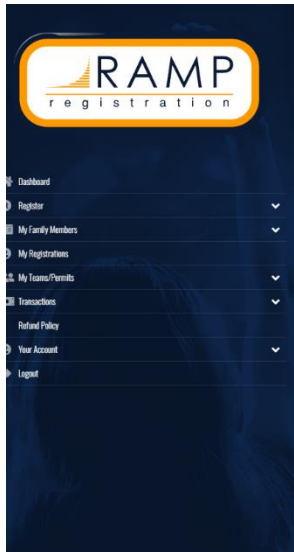 RAMP
registration
Dashboard
Register
My Family Members
My Registrations
My Teams/Permits
Transactions
Refund Policy
Your Account
Logout